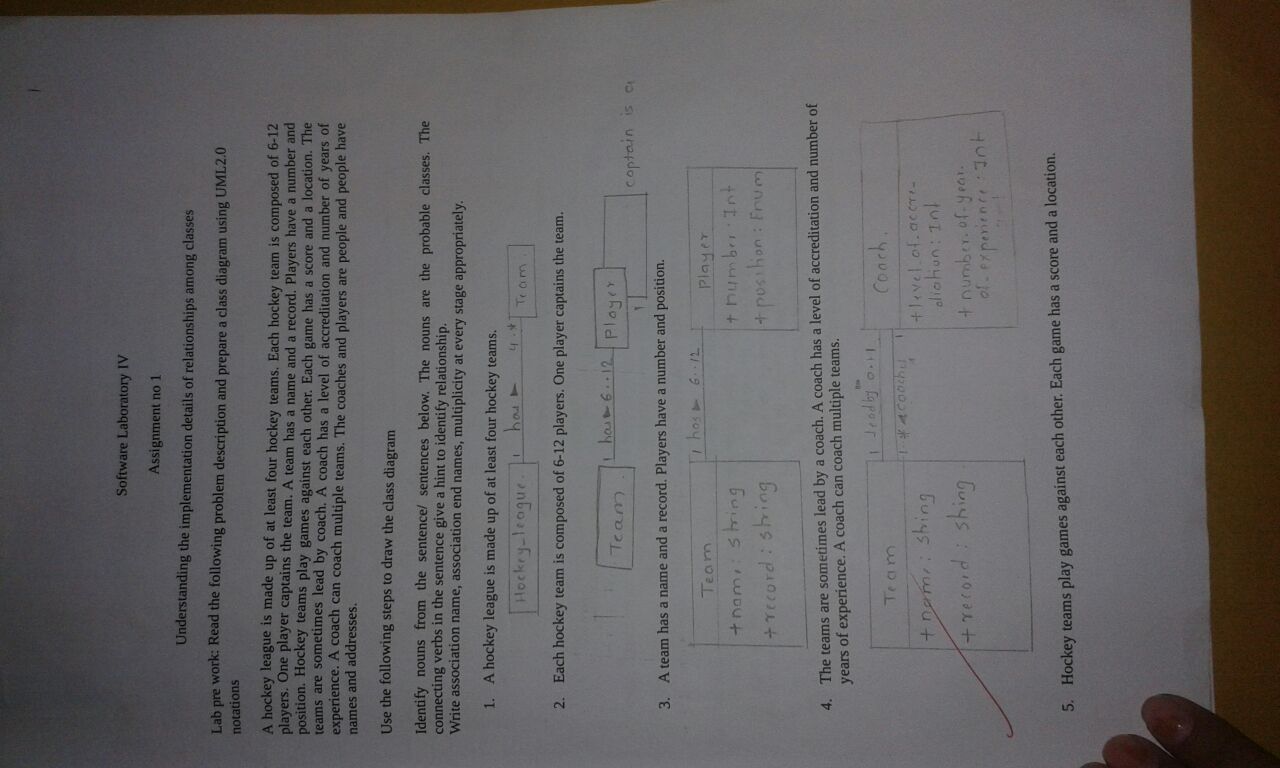 Software Laboratory IV
Assignment no 1
Understanding the implementation details of relationships among classes
Lab pre work: Read the following problem description and prepare a class diagram using UML2.0
notations
A hockey league is made up of at least four hockey teams. Each hockey team is composed of 6-12
players. One player captains the team. A team has a name and a record. Players have a number and
position. Hockey teams play games against each other. Each game has a score and a location. The
teams are sometimes lead by coach. A coach has a level of accreditation and number of years of
experience. A coach can coach multiple teams. The coaches and players are people and people have
names and addresses.
Use the following steps to draw the class diagram
Identify nouns from the sentence/ sentences below. The nouns are the probable classes. The
connecting verbs in the sentence give a hint to identify relationship.
Write association name, association end names, multiplicity at every stage appropriately.
1. A hockey league is made up of at least four hockey teams.
Hockey_league. 1 has ► 4..* Team.
2. Each hockey team is composed of 6-12 players. One player captains the team.
Team. 1 has ► 6..12 Player
1 captain is a
3. A team has a name and a record. Players have a number and position.
Team 1 has ► 6..12 Player
+name: string + number: Int
+record: string + position: Enum
4. The teams are sometimes lead by a coach. A coach has a level of accreditation and number of
years of experience. A coach can coach multiple teams.
Team 1 leadby 0..1 Coach.
+ name: string + level_of_accre-
+ record: string diation: Int
+ number_of_year_
of_experience: Int
5. Hockey teams play games against each other. Each game has a score and a location.